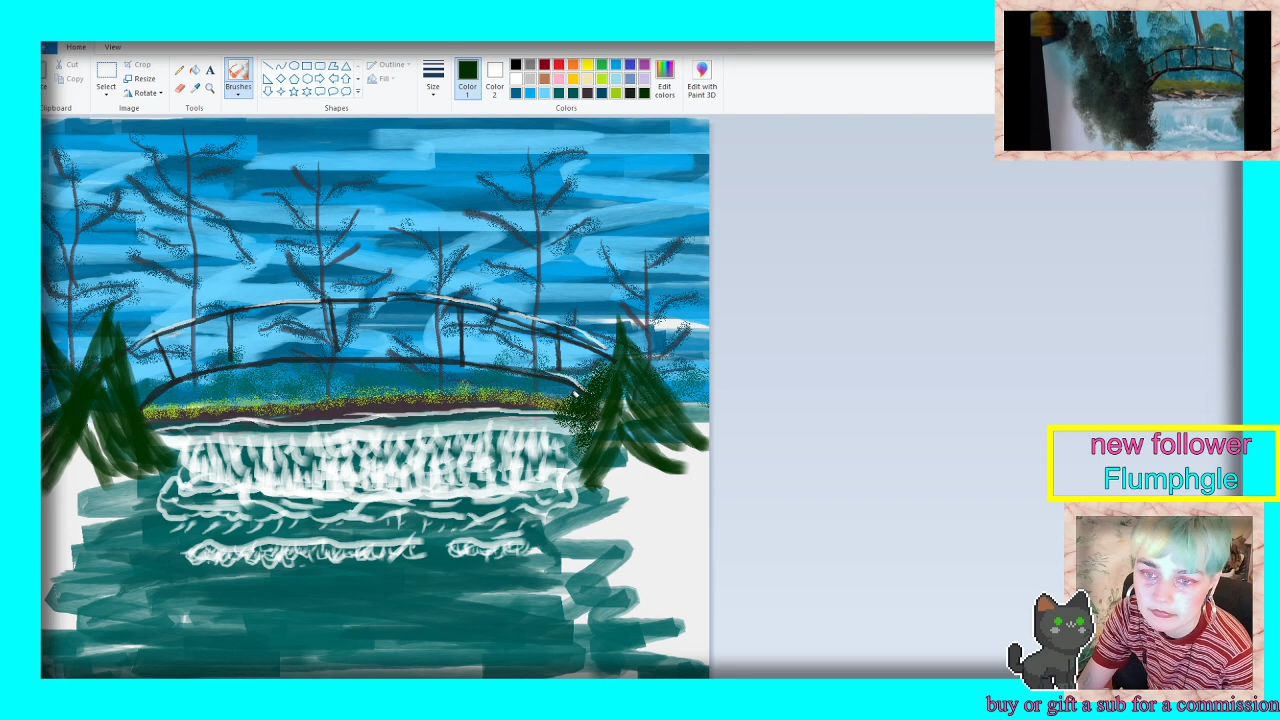 Home View
Cut
Copy
Clipboard
Select
Crop
Resize
Rotate
Image
A
Tools
Brushes
Outline
Fill
Shapes
Size
Color
1
Color
2
Edit
colors
Colors
Edit with
Paint 3D
new follower
Flumphgle
buy or gift a sub for a commission